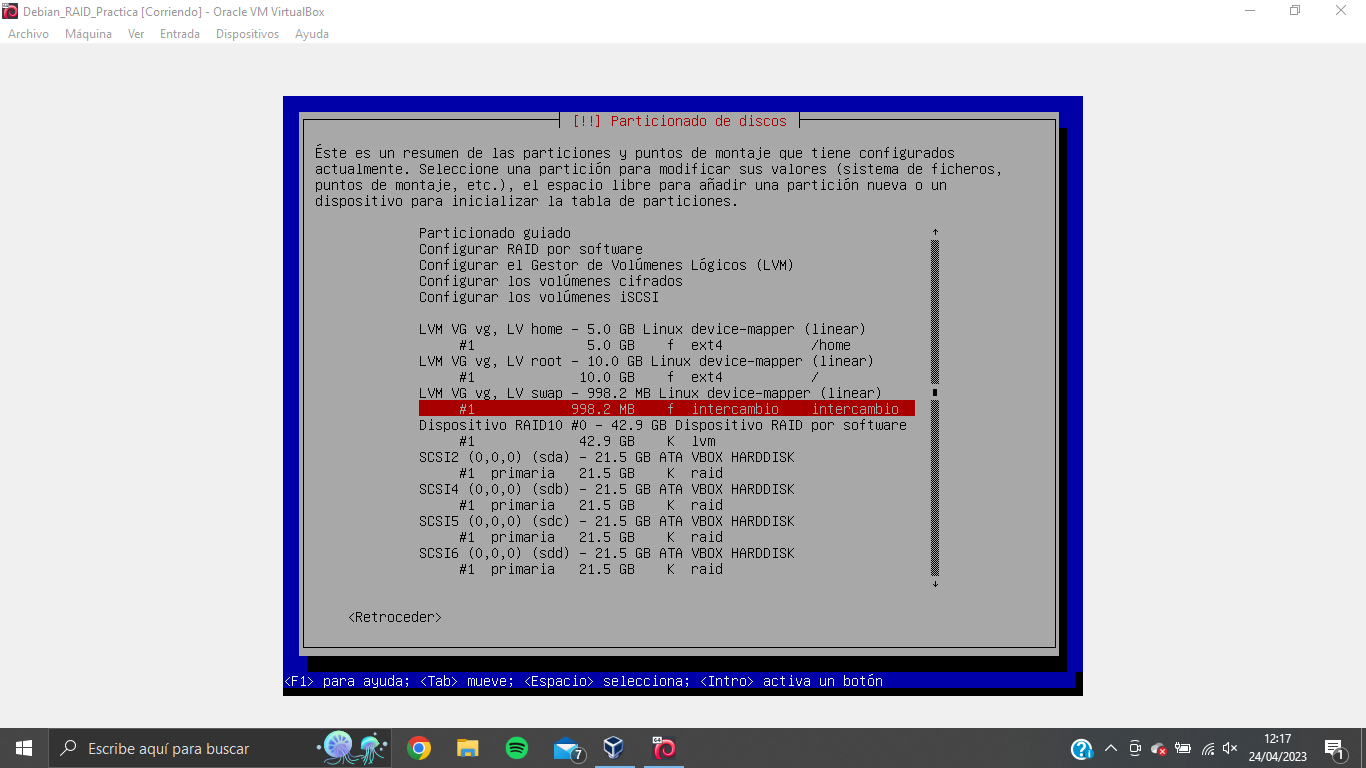 Debian_RAID_Practica [Corriendo] - Oracle VM VirtualBox
Archivo Máquina Ver Entrada Dispositivos Ayuda
[!!] Particionado de discos
Éste es un resumen de las particiones y puntos de montaje que tiene configurados
actualmente. Seleccione una partición para modificar sus valores (sistema de ficheros,
puntos de montaje, etc.), el espacio libre para añadir una partición nueva o un
dispositivo para inicializar la tabla de particiones.
Particionado guiado
Configurar RAID por software
Configurar el Gestor de Volúmenes Lógicos (LVM)
Configurar los volúmenes cifrados
Configurar los volúmenes iSCSI
LVM VG vg, LV home - 5.0 GB Linux device-mapper (linear)
#1 5.0 GB f ext4 /home
LVM VG vg, LV root - 10.0 GB Linux device-mapper (linear)
#1 10.0 GB f ext4 /
LVM VG vg, LV swap - 998.2 MB Linux device-mapper (linear)
#1 998.2 MB f intercambio intercambio
Dispositivo RAID10 #0 - 42.9 GB Dispositivo RAID por software
#1 42.9 GB K lvm
SCSI2 (0,0,0) (sda) - 21.5 GB ATA VBOX HARDDISK
#1 primaria 21.5 GB K raid
SCSI4 (0,0,0) (sdb) - 21.5 GB ATA VBOX HARDDISK
#1 primaria 21.5 GB K raid
SCSI5 (0,0,0) (sdc) - 21.5 GB ATA VBOX HARDDISK
#1 primaria 21.5 GB K raid
SCSI6 (0,0,0) (sdd) - 21.5 GB ATA VBOX HARDDISK
#1 primaria 21.5 GB K raid
<Retroceder>
<F1> para ayuda; <Tab> mueve; <Espacio> selecciona; <Intro> activa un botón
Escribe aquí para buscar
7
64
12:17
24/04/2023
1